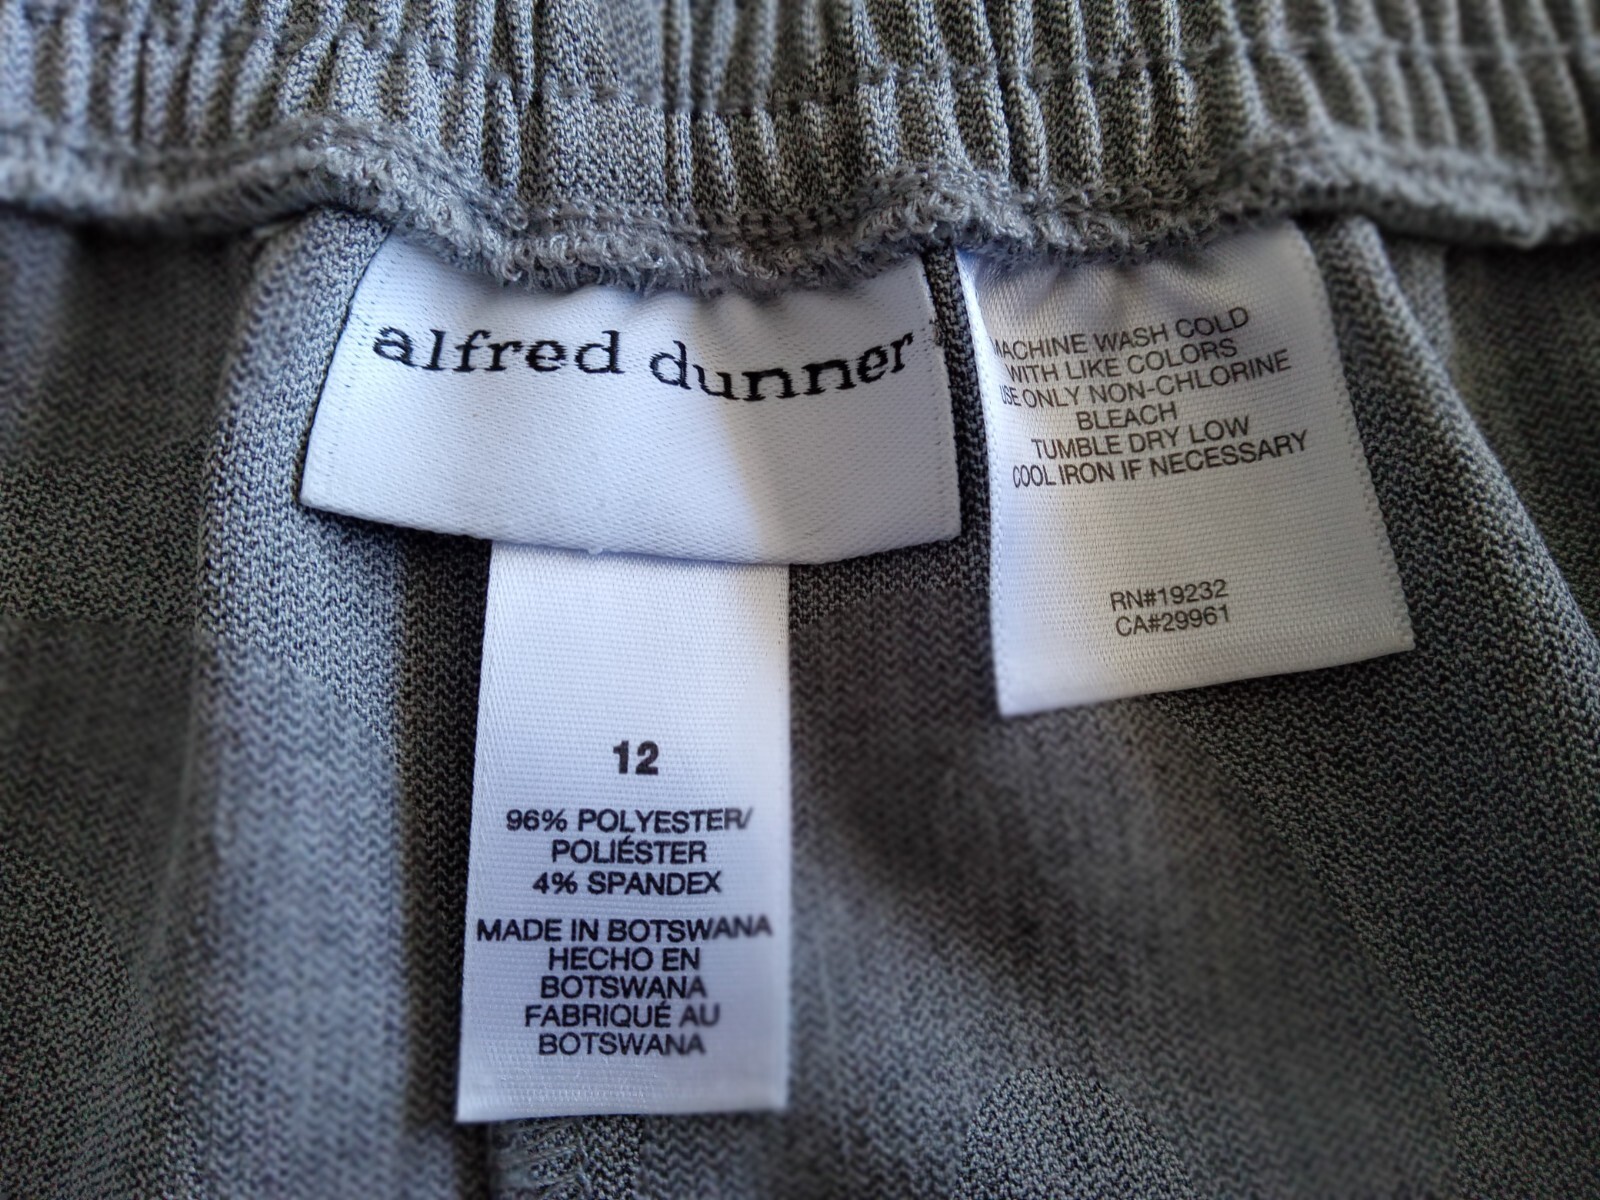 alfred dunner
12
96% POLYESTER/
POLIÉSTER
4% SPANDEX
MADE IN BOTSWANA
HECHO EN
BOTSWANA
FABRIQUÉ AU
BOTSWANA
MACHINE WASH COLD
WITH LIKE COLORS
USE ONLY NON-CHLORINE
BLEACH
TUMBLE DRY LOW
COOL IRON IF NECESSARY
RN#19232
CA#29961